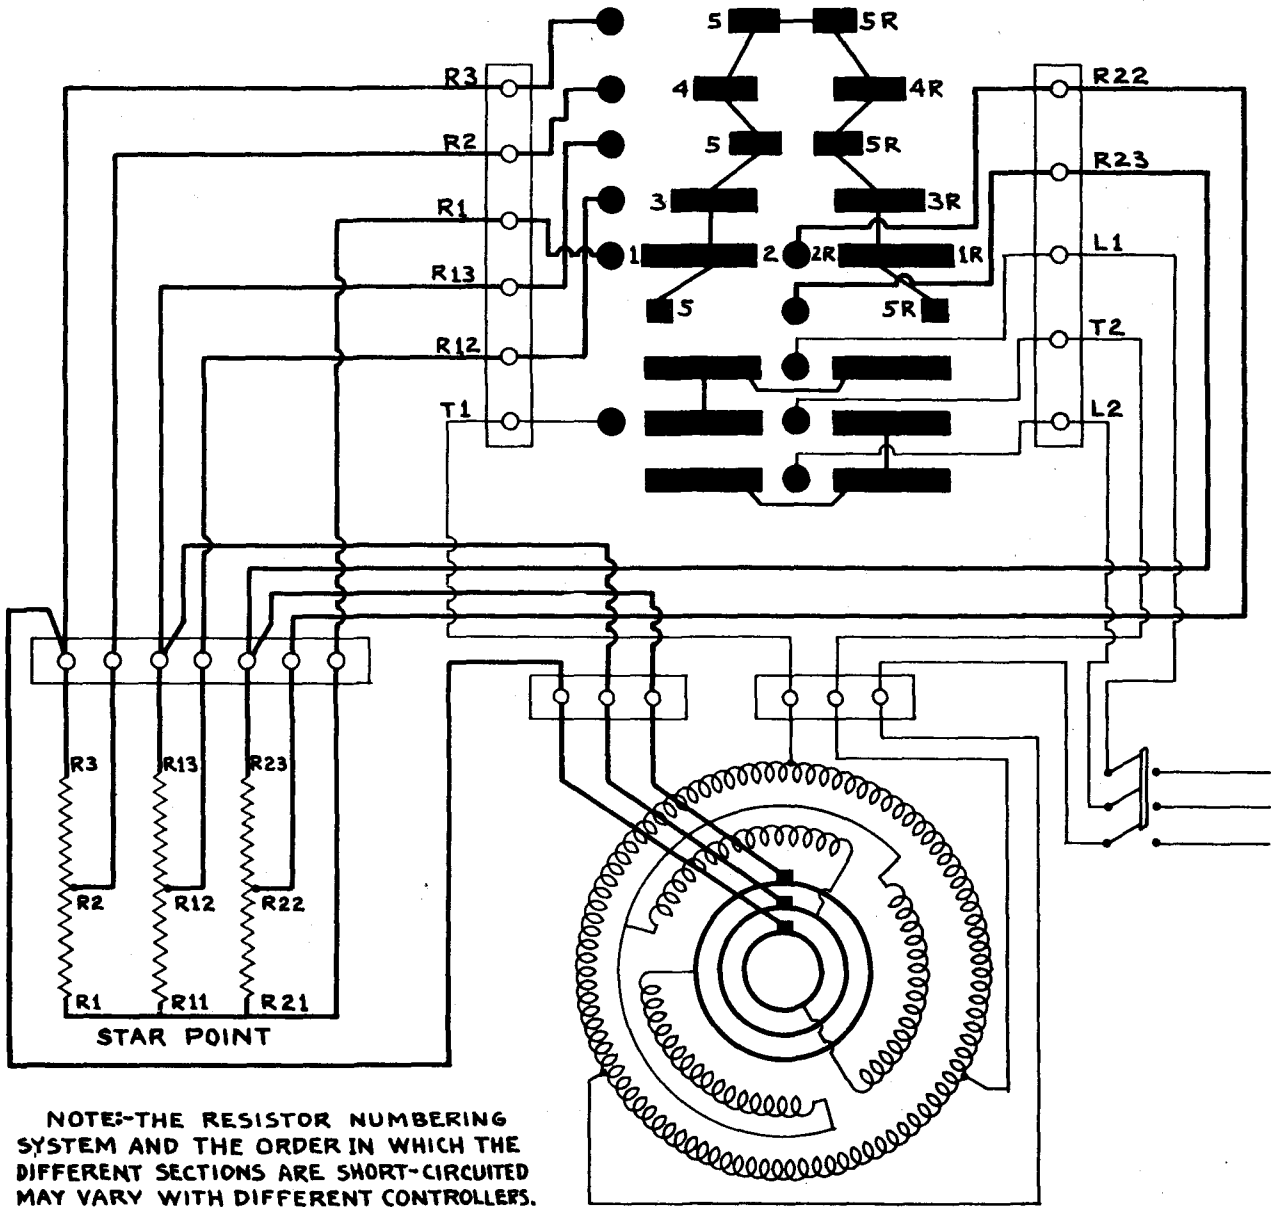 5 5R
R3 R22
4 4R
R2 5 5R R23
R1 3 3R
1 2 2R 1R L1
R13
5 5R
R12 T2
T1 L2
R3 R13 R23
R2 R12 R22
R1 R11 R21
STAR POINT
NOTE:-THE RESISTOR NUMBERING
SYSTEM AND THE ORDER IN WHICH THE
DIFFERENT SECTIONS ARE SHORT-CIRCUITED
MAY VARY WITH DIFFERENT CONTROLLERS.